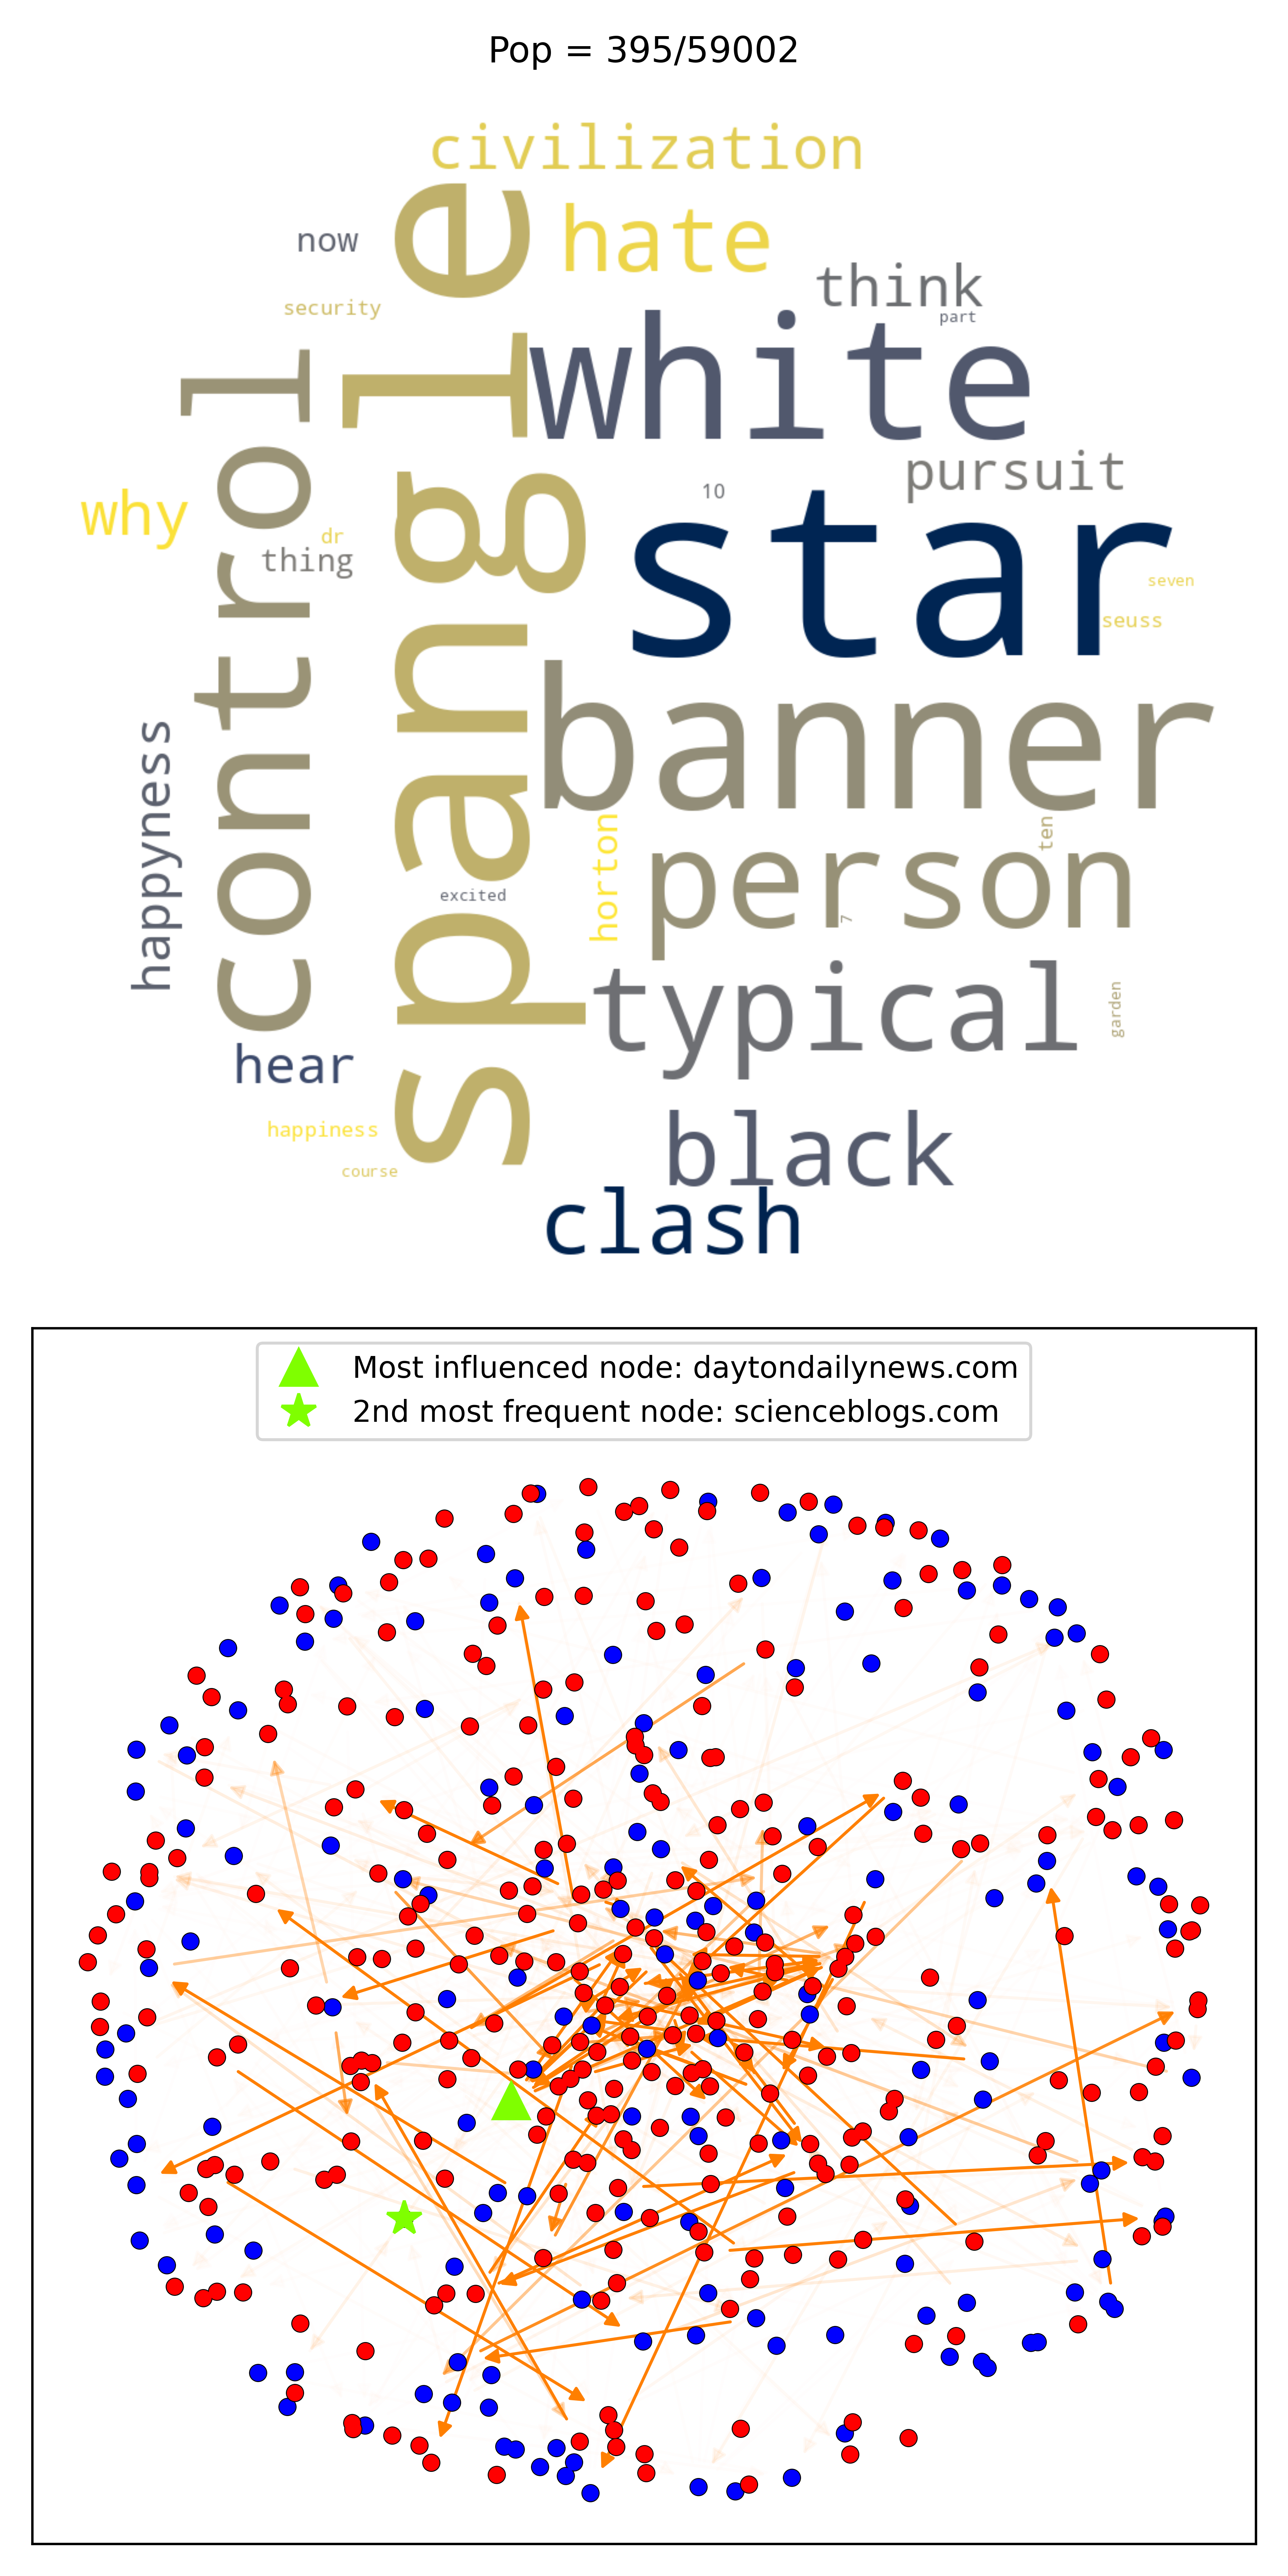 Pop = 395/59002
civilization
hate
now
think
security
part
white
spangle
control
pursuit
10
why
star
dr
thing
seven
seuss
banner
happyness
horton
ten
person
excited
7
typical
garden
hear
black
happiness
course
clash
Most influenced node: daytondailynews.com
2nd most frequent node: scienceblogs.com